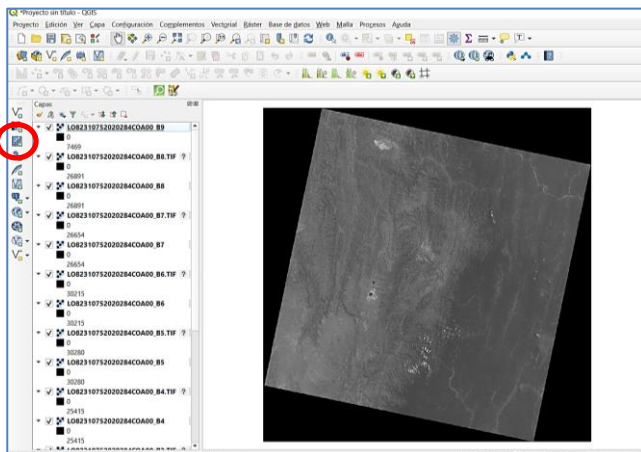 *Proyecto sin título - QGIS
Proyecto Edición Ver Capa Configuración Complementos Vectorial Ráster Base de datos Web Malla Procesos Ayuda
Capas
LO82310752020284COA00_B9
0
7469
LO82310752020284COA00_B8.TIF ?
0
26891
LO82310752020284COA00_B8
0
26891
LO82310752020284COA00_B7.TIF ?
0
26654
LO82310752020284COA00_B7
0
26654
LO82310752020284COA00_B6.TIF ?
0
30215
LO82310752020284COA00_B6
0
30215
LO82310752020284COA00_B5.TIF ?
0
30280
LO82310752020284COA00_B5
0
30280
LO82310752020284COA00_B4.TIF ?
0
25415
LO82310752020284COA00_B4
0
25415
LO82310752020284COA00_B3.TIF ?